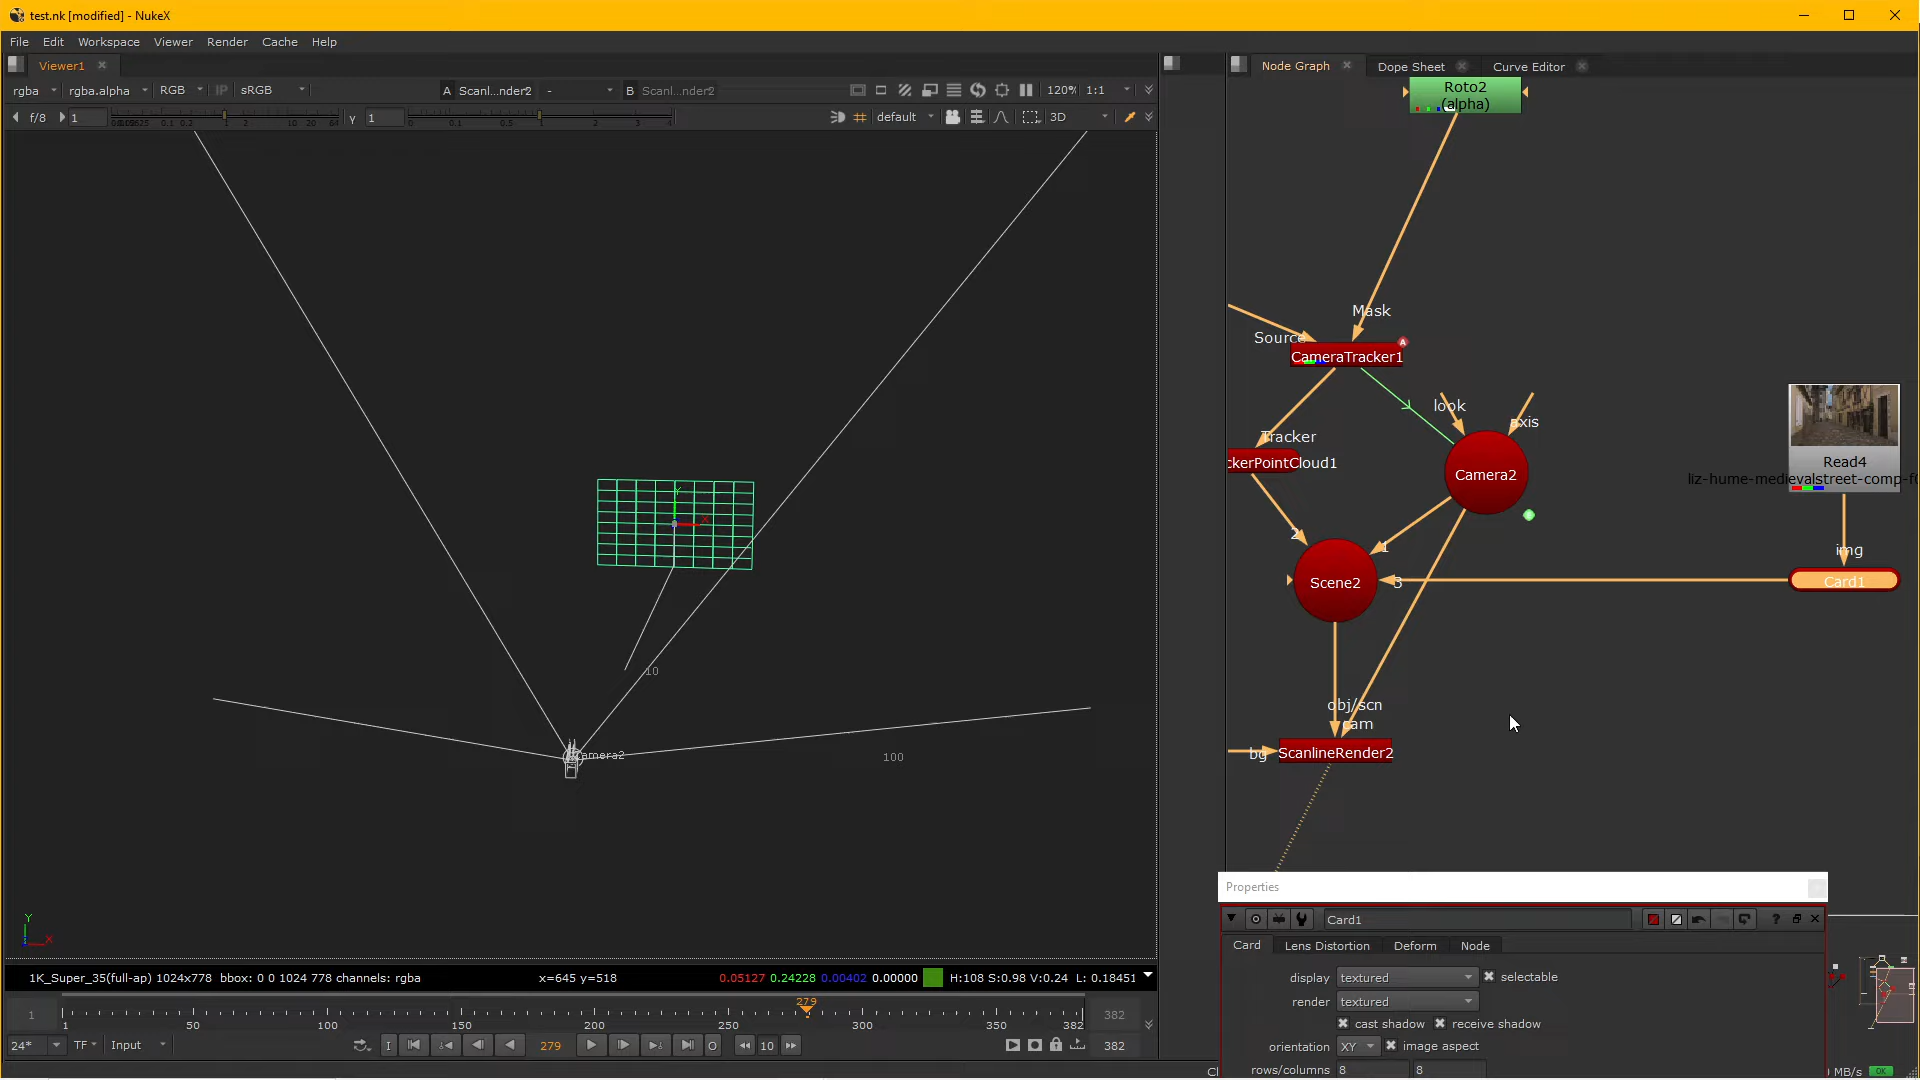 test.nk [modified] - NukeX
File Edit Workspace Viewer Render Cache Help
Viewer1
rgba rgba.alpha RGB IP sRGB A Scanl...nder2 - B Scanl...nder2 120% 1:1
f/8 1 Y 1 default 3D
Camera2
10
100
Y
X
Y
X
1K_Super_35(full-ap) 1024x778 bbox: 0 0 1024 778 channels: rgba x=645 y=518 0.05127 0.24228 0.00402 0.00000 H:108 S:0.98 V:0.24 L: 0.18451
279
1 1 50 100 150 200 250 300 350 382 382
24* TF Input I 279 O 10 382
Node Graph Dope Sheet Curve Editor
Roto2
(alpha)
Mask
Source
CameraTracker1
A
look
axis
Tracker
ckerPointCloud1
Camera2
Read4
liz-hume-medievalstreet-comp-f
2
1
img
Scene2
3
Card1
obj/scn
cam
bg
ScanlineRender2
Properties
Card1
Card Lens Distortion Deform Node
display textured selectable
render textured
cast shadow receive shadow
orientation XY image aspect
rows/columns 8 8
MB/s OK